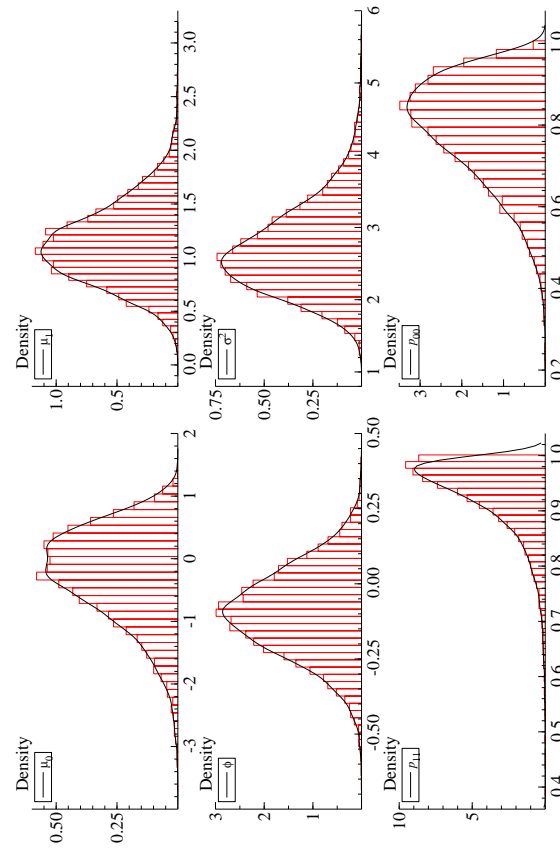 Density
μ₀
0.50
0.25
-3 -2 -1 0 1 2
Density
μ₁
1.0
0.5
0.0 0.5 1.0 1.5 2.0 2.5 3.0
Density
ϕ
3
2
1
-0.50 -0.25 0.00 0.25 0.50
Density
σ²
0.75
0.50
0.25
1 2 3 4 5 6
Density
p₁₁
10
5
0.4 0.5 0.6 0.7 0.8 0.9 1.0
Density
p₀₀
3
2
1
0.2 0.4 0.6 0.8 1.0